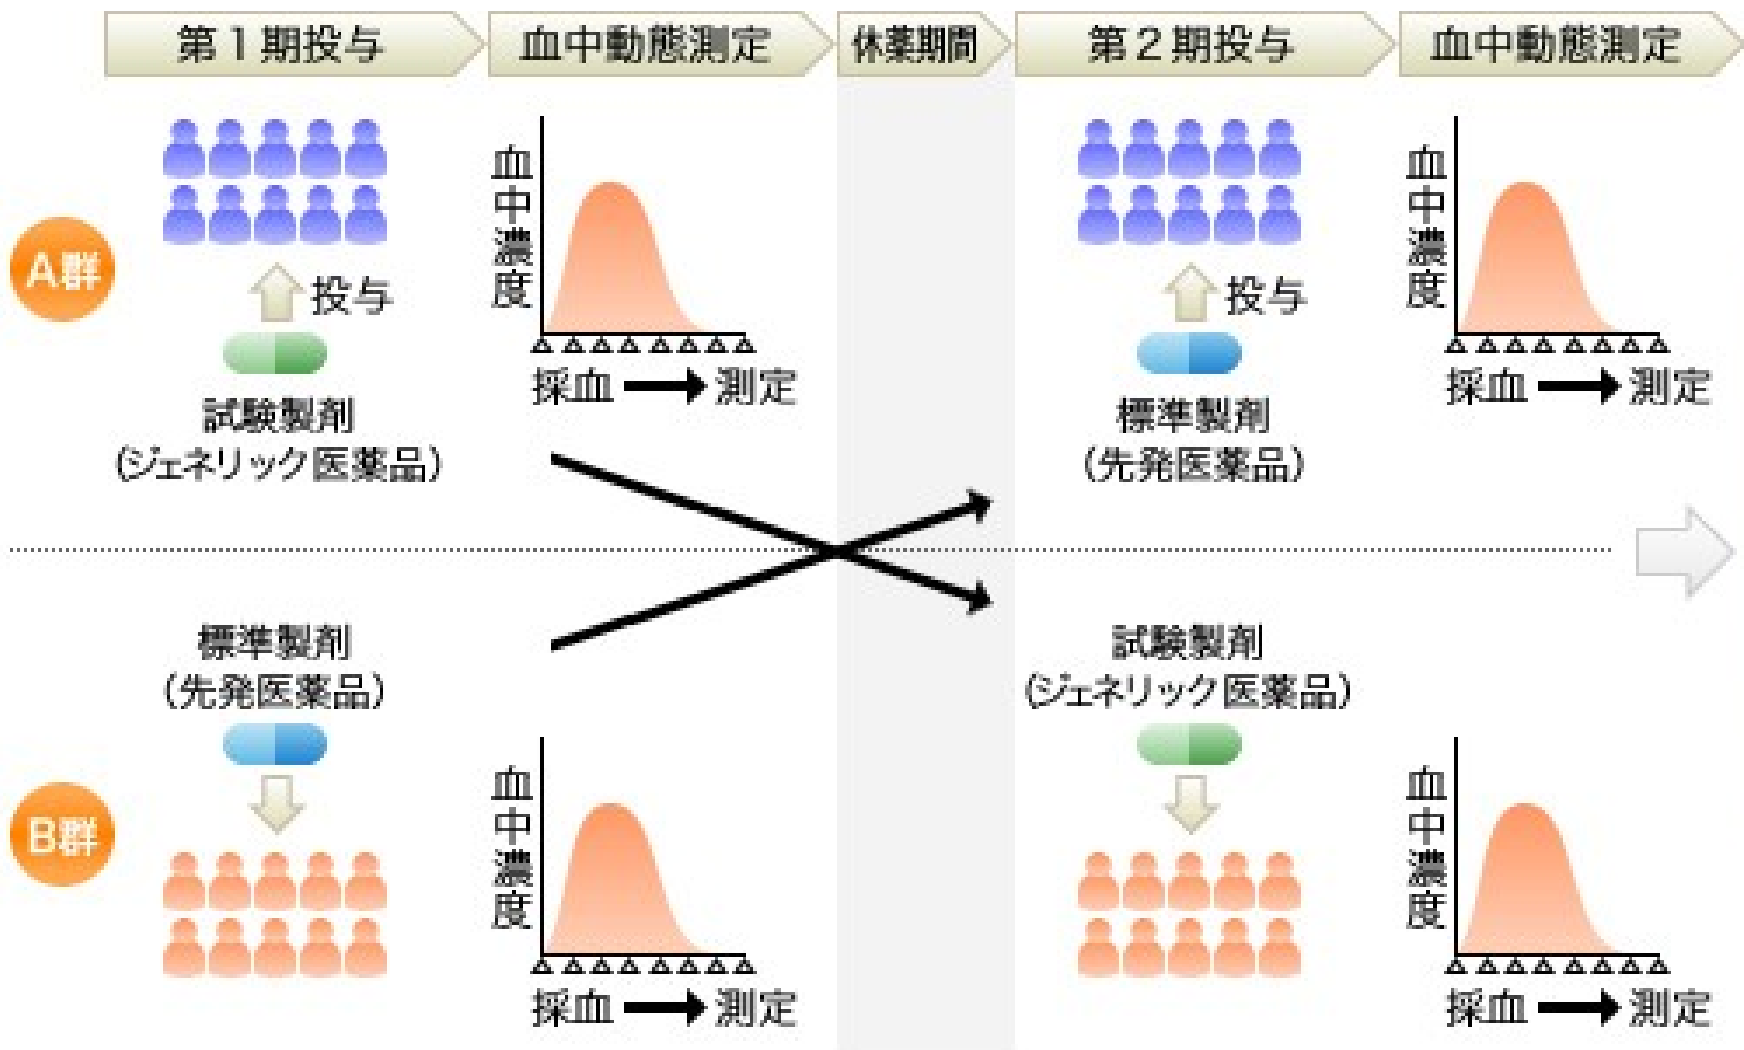 第1期投与
血中動態測定
休薬期間
第2期投与
血中動態測定
A群
投与
試験製剤
(ジェネリック医薬品)
血中濃度
採血
測定
投与
標準製剤
(先発医薬品)
血中濃度
採血
測定
B群
標準製剤
(先発医薬品)
血中濃度
採血
測定
試験製剤
(ジェネリック医薬品)
血中濃度
採血
測定